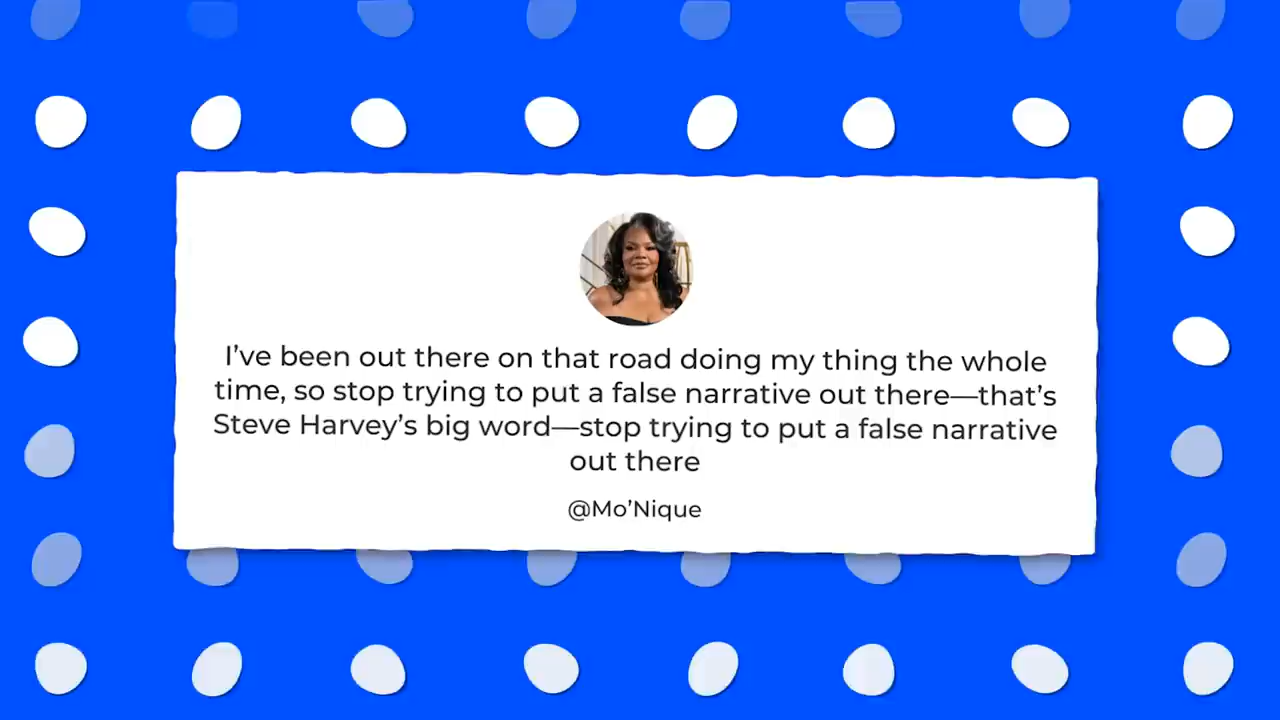 I’ve been out there on that road doing my thing the whole
time, so stop trying to put a false narrative out there—that’s
Steve Harvey’s big word—stop trying to put a false narrative
out there
@Mo’Nique